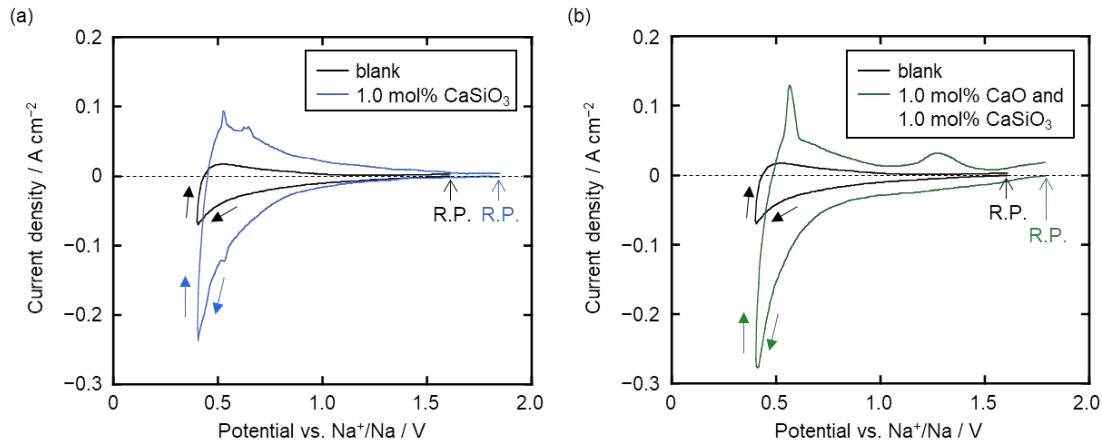 (a)
0.2
0.1
0
−0.1
−0.2
−0.3
Current density / A cm⁻²
blank
1.0 mol% CaSiO₃
R.P.
R.P.
0
0.5
1.0
1.5
2.0
Potential vs. Na⁺/Na / V
(b)
0.2
0.1
0
−0.1
−0.2
−0.3
Current density / A cm⁻²
blank
1.0 mol% CaO and
1.0 mol% CaSiO₃
R.P.
R.P.
0
0.5
1.0
1.5
2.0
Potential vs. Na⁺/Na / V